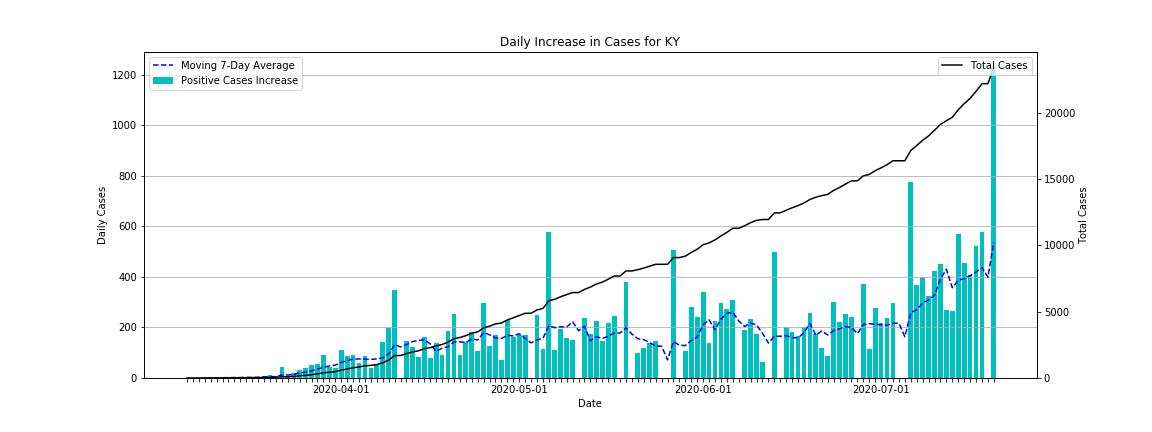 Daily Increase in Cases for KY
Moving 7-Day Average
Positive Cases Increase
Total Cases
1200
1000
800
600
400
200
0
Daily Cases
20000
15000
10000
5000
0
Total Cases
2020-04-01
2020-05-01
2020-06-01
2020-07-01
Date